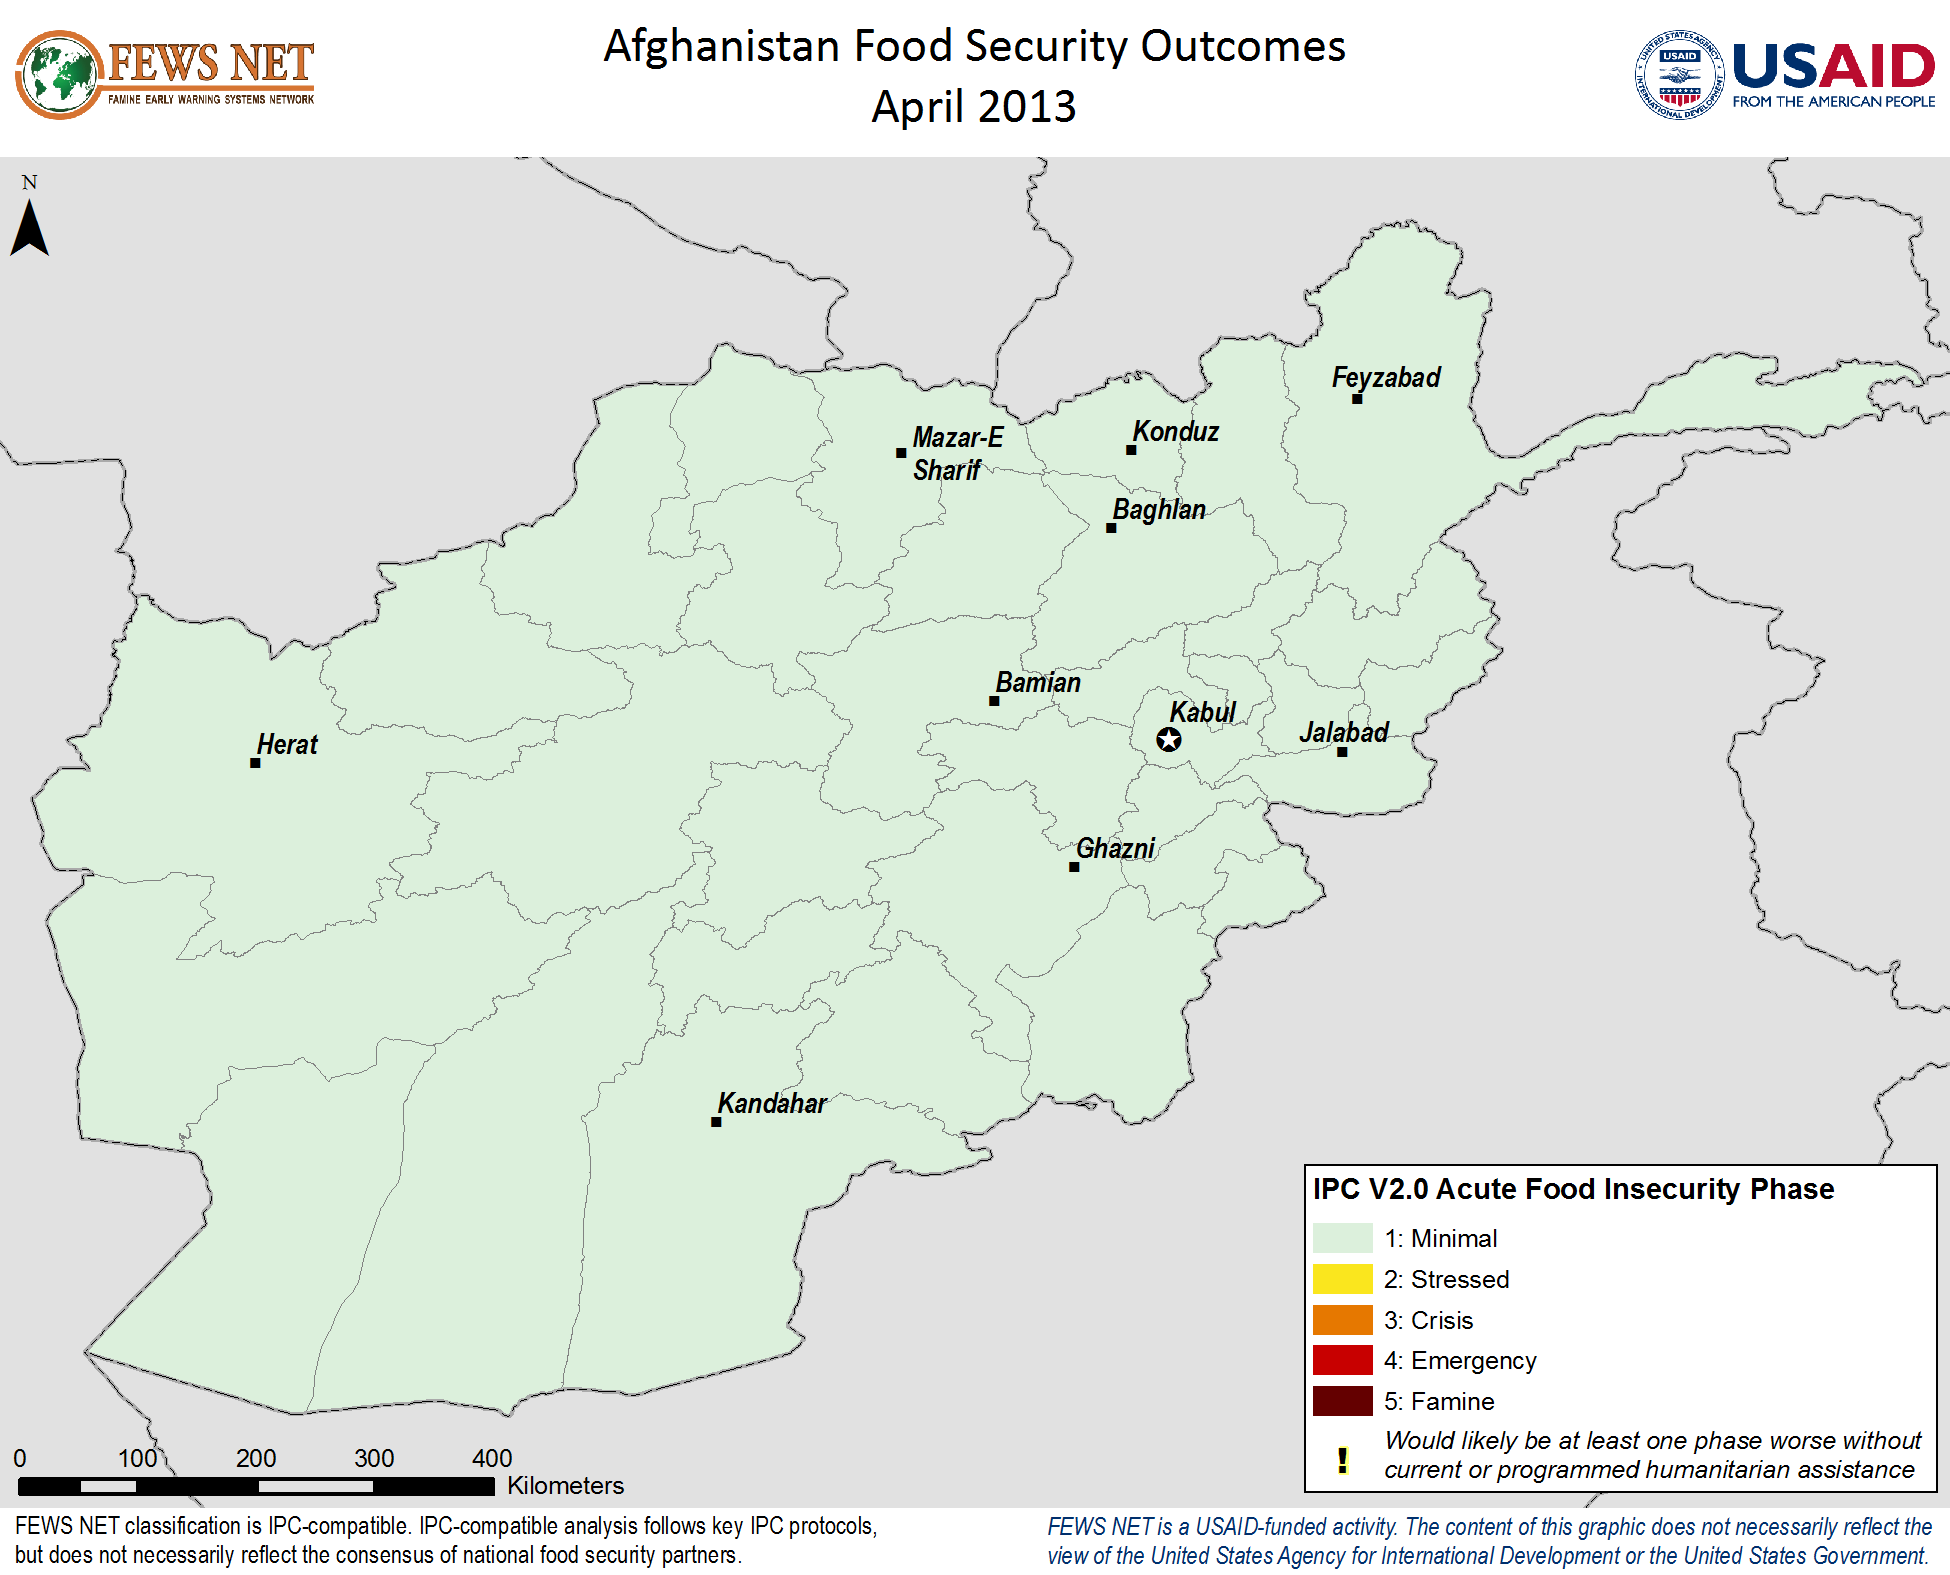 FEWS NET
FAMINE EARLY WARNING SYSTEMS NETWORK
Afghanistan Food Security Outcomes
April 2013
UNITED STATES AGENCY
USAID
INTERNATIONAL DEVELOPMENT
USAID
FROM THE AMERICAN PEOPLE
N
Feyzabad
Konduz
Mazar-E
Sharif
Baghlan
Bamian
Kabul
Jalabad
Herat
Ghazni
Kandahar
IPC V2.0 Acute Food Insecurity Phase
1: Minimal
2: Stressed
3: Crisis
4: Emergency
5: Famine
! Would likely be at least one phase worse without
current or programmed humanitarian assistance
0 100 200 300 400
Kilometers
FEWS NET classification is IPC-compatible. IPC-compatible analysis follows key IPC protocols,
but does not necessarily reflect the consensus of national food security partners.
FEWS NET is a USAID-funded activity. The content of this graphic does not necessarily reflect the
view of the United States Agency for International Development or the United States Government.